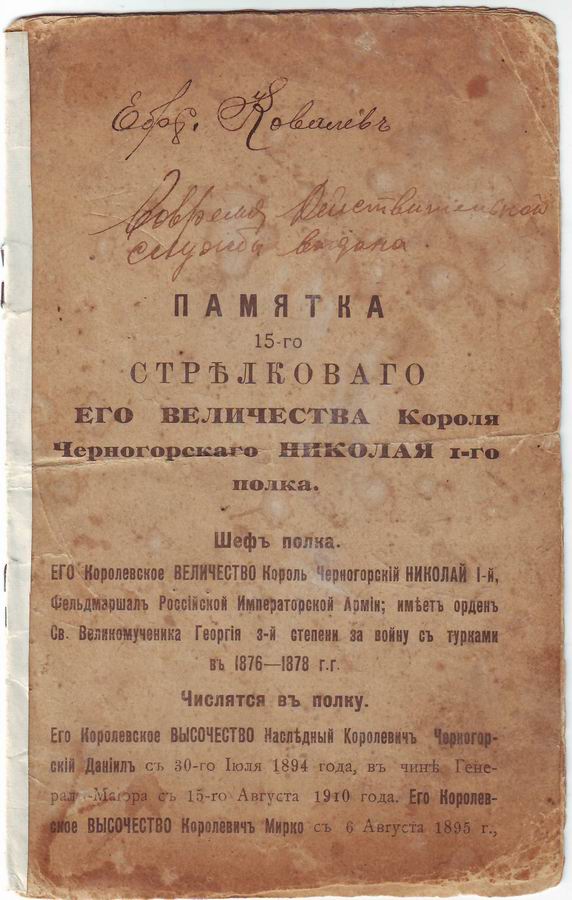 Ефр. Ковалевъ
Вовремя Действительной
службы выдана
ПАМЯТКА
15-го
СТРѢЛКОВАГО
ЕГО ВЕЛИЧЕСТВА Короля
Черногорскаго НИКОЛАЯ I-го
полка.
Шефъ полка.
ЕГО Королевское ВЕЛИЧЕСТВО Король Черногорскій НИКОЛАЙ I-й,
Фельдмаршалъ Россійской Императорской Арміи; имѣетъ орденъ
Св. Великомученика Георгія 3-й степени за войну съ турками
въ 1876—1878 г.г.
Числятся въ полку.
Его Королевское ВЫСОЧЕСТВО Наслѣдный Королевичъ Черногор-
скій Даніилъ съ 30-го Іюля 1894 года, въ чинѣ Гене-
ралъ-Маіора съ 15-го Августа 1910 года. Его Королев-
ское ВЫСОЧЕСТВО Королевичъ Мирко съ 6 Августа 1895 г.,